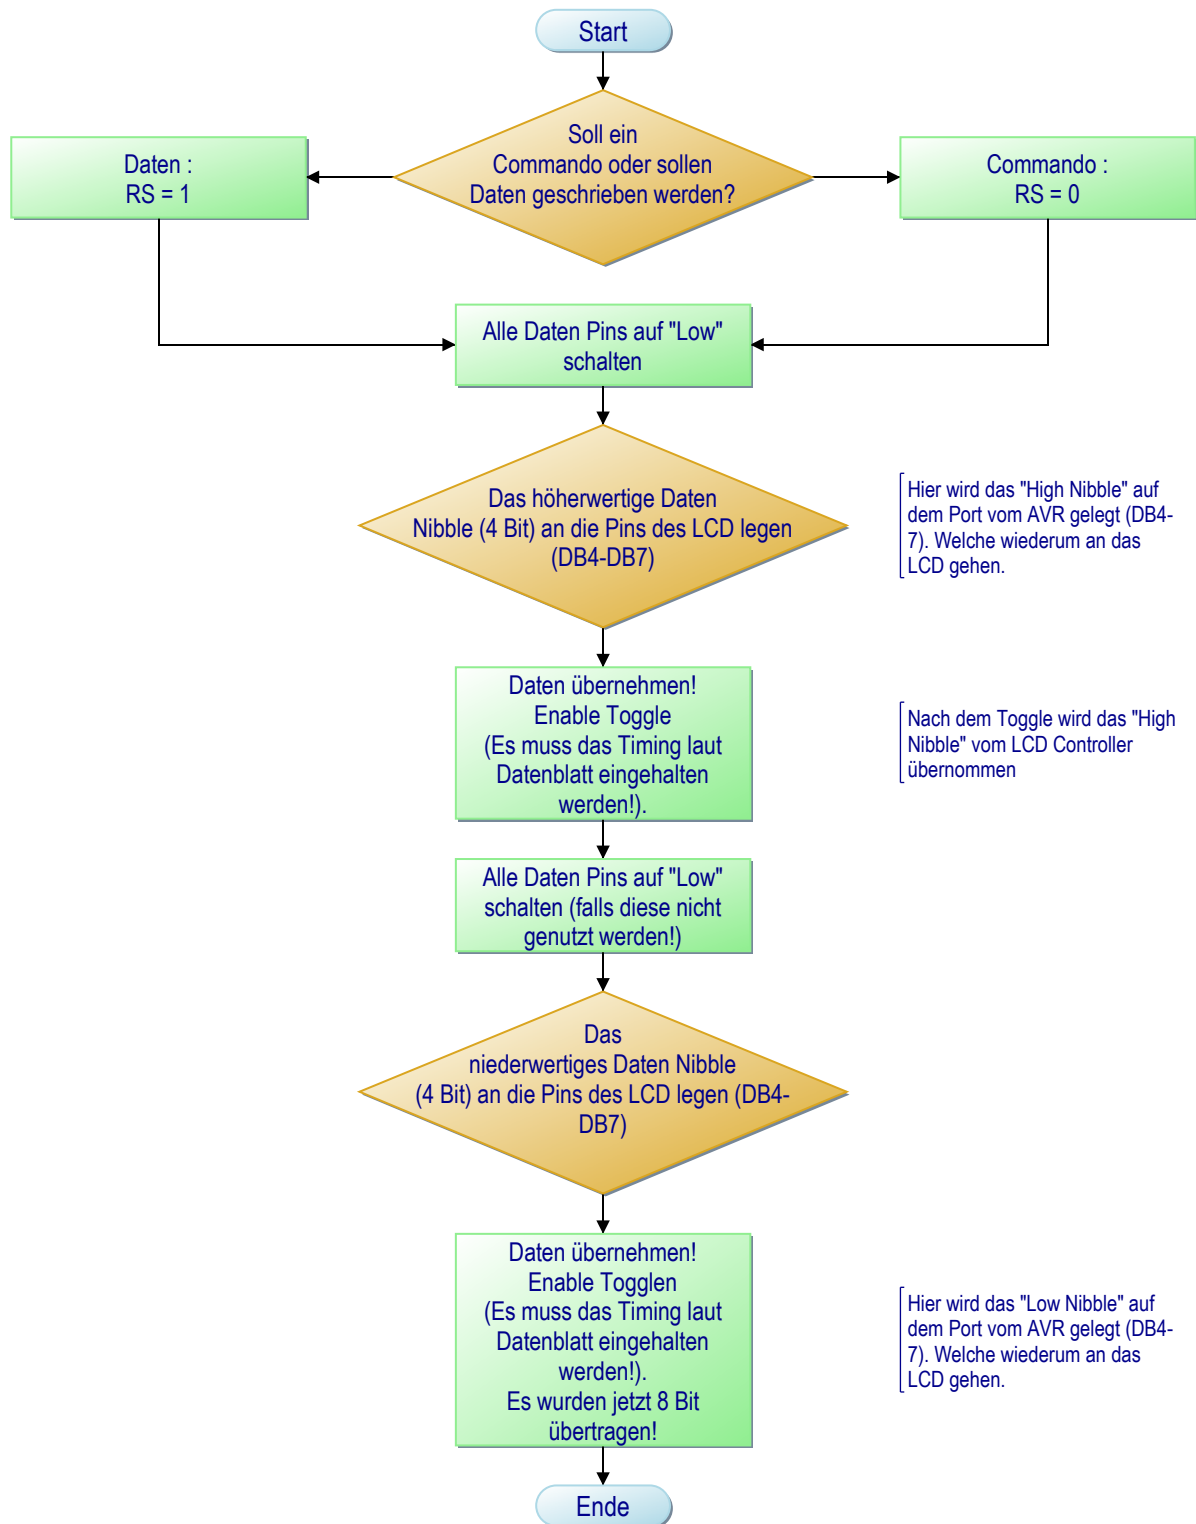 Start
Soll ein
Commando oder sollen
Daten geschrieben werden?
Daten :
RS = 1
Commando :
RS = 0
Alle Daten Pins auf "Low"
schalten
Das höherwertige Daten
Nibble (4 Bit) an die Pins des LCD legen
(DB4-DB7)
Hier wird das "High Nibble" auf
dem Port vom AVR gelegt (DB4-
7). Welche wiederum an das
LCD gehen.
Daten übernehmen!
Enable Toggle
(Es muss das Timing laut
Datenblatt eingehalten
werden!).
Nach dem Toggle wird das "High
Nibble" vom LCD Controller
übernommen
Alle Daten Pins auf "Low"
schalten (falls diese nicht
genutzt werden!)
Das
niederwertiges Daten Nibble
(4 Bit) an die Pins des LCD legen (DB4-
DB7)
Daten übernehmen!
Enable Togglen
(Es muss das Timing laut
Datenblatt eingehalten
werden!).
Es wurden jetzt 8 Bit
übertragen!
Hier wird das "Low Nibble" auf
dem Port vom AVR gelegt (DB4-
7). Welche wiederum an das
LCD gehen.
Ende